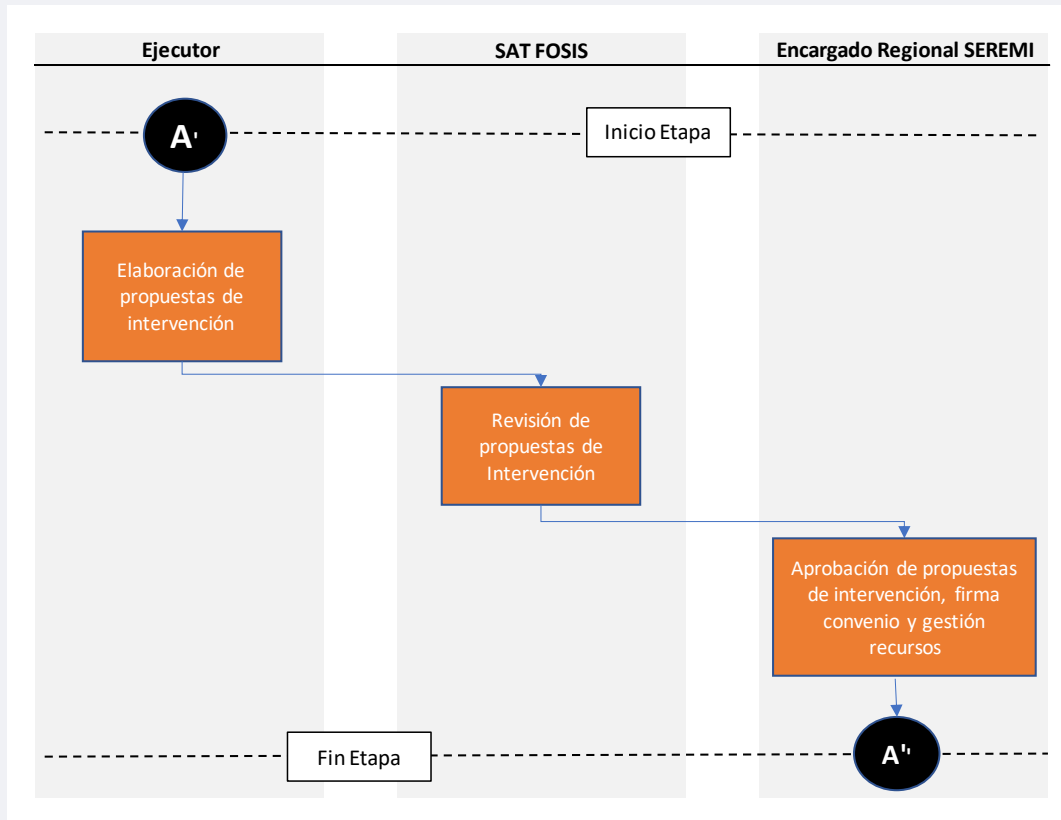 Ejecutor
SAT FOSIS
Encargado Regional SEREMI
A'
Inicio Etapa
Elaboración de
propuestas de
intervención
Revisión de
propuestas de
Intervención
Aprobación de propuestas
de intervención, firma
convenio y gestión
recursos
Fin Etapa
A''